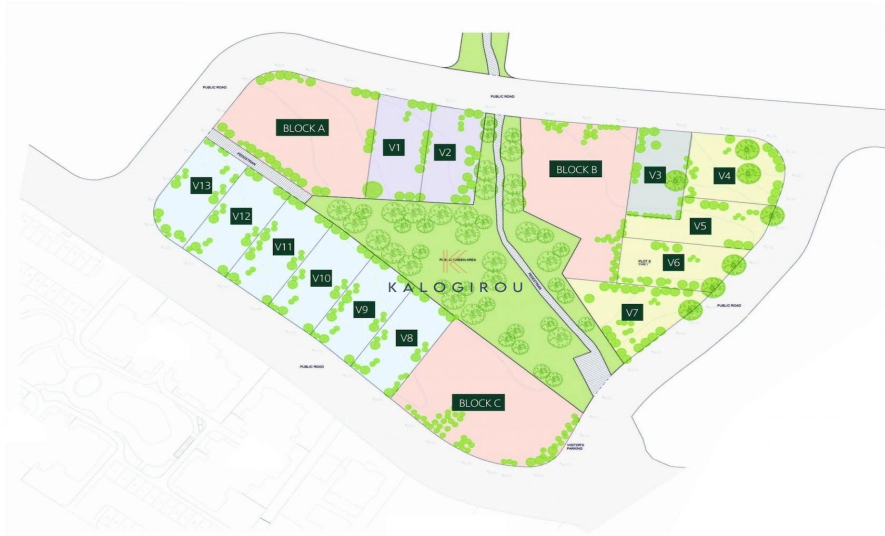 PUBLIC ROAD
PUBLIC ROAD
BLOCK A
V1
V2
BLOCK B
V3
V4
PEDESTRIAN
V13
V12
V11
V10
V9
V8
V5
V6
V7
PUBLIC GREEN AREA
K
KALOGIROU
PEDESTRIAN
PUBLIC ROAD
PUBLIC ROAD
BLOCK C
VISITOR'S
PARKING